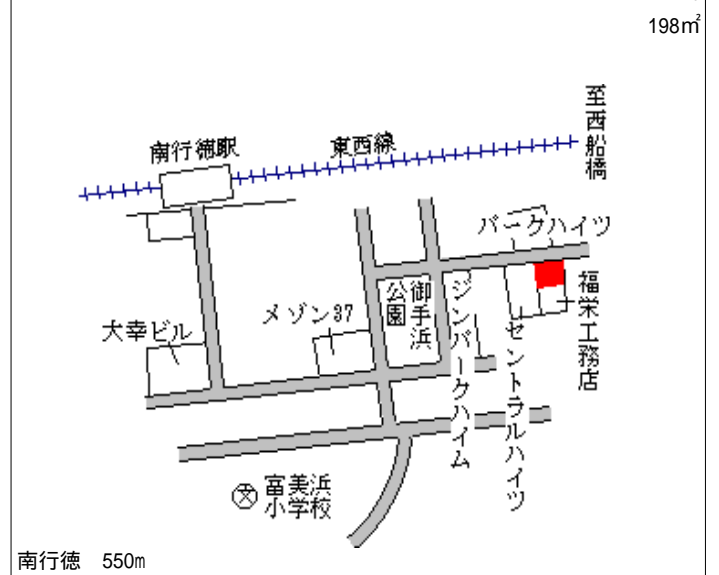 198㎡
至西船橋
南行徳駅
東西線
パークハイツ
福栄工務店
御手浜
公園
ジンパークハイム
セントラルハイツ
メゾン37
大幸ビル
富美浜
小学校
南行徳 550m